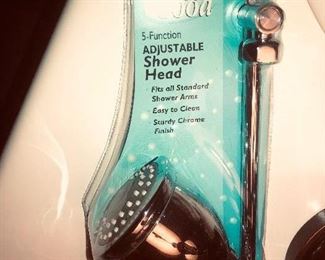 5-Function
ADJUSTABLE
Shower
Head
- Fits all Standard
Shower Arms
- Easy to Clean
- Sturdy Chrome
Finish